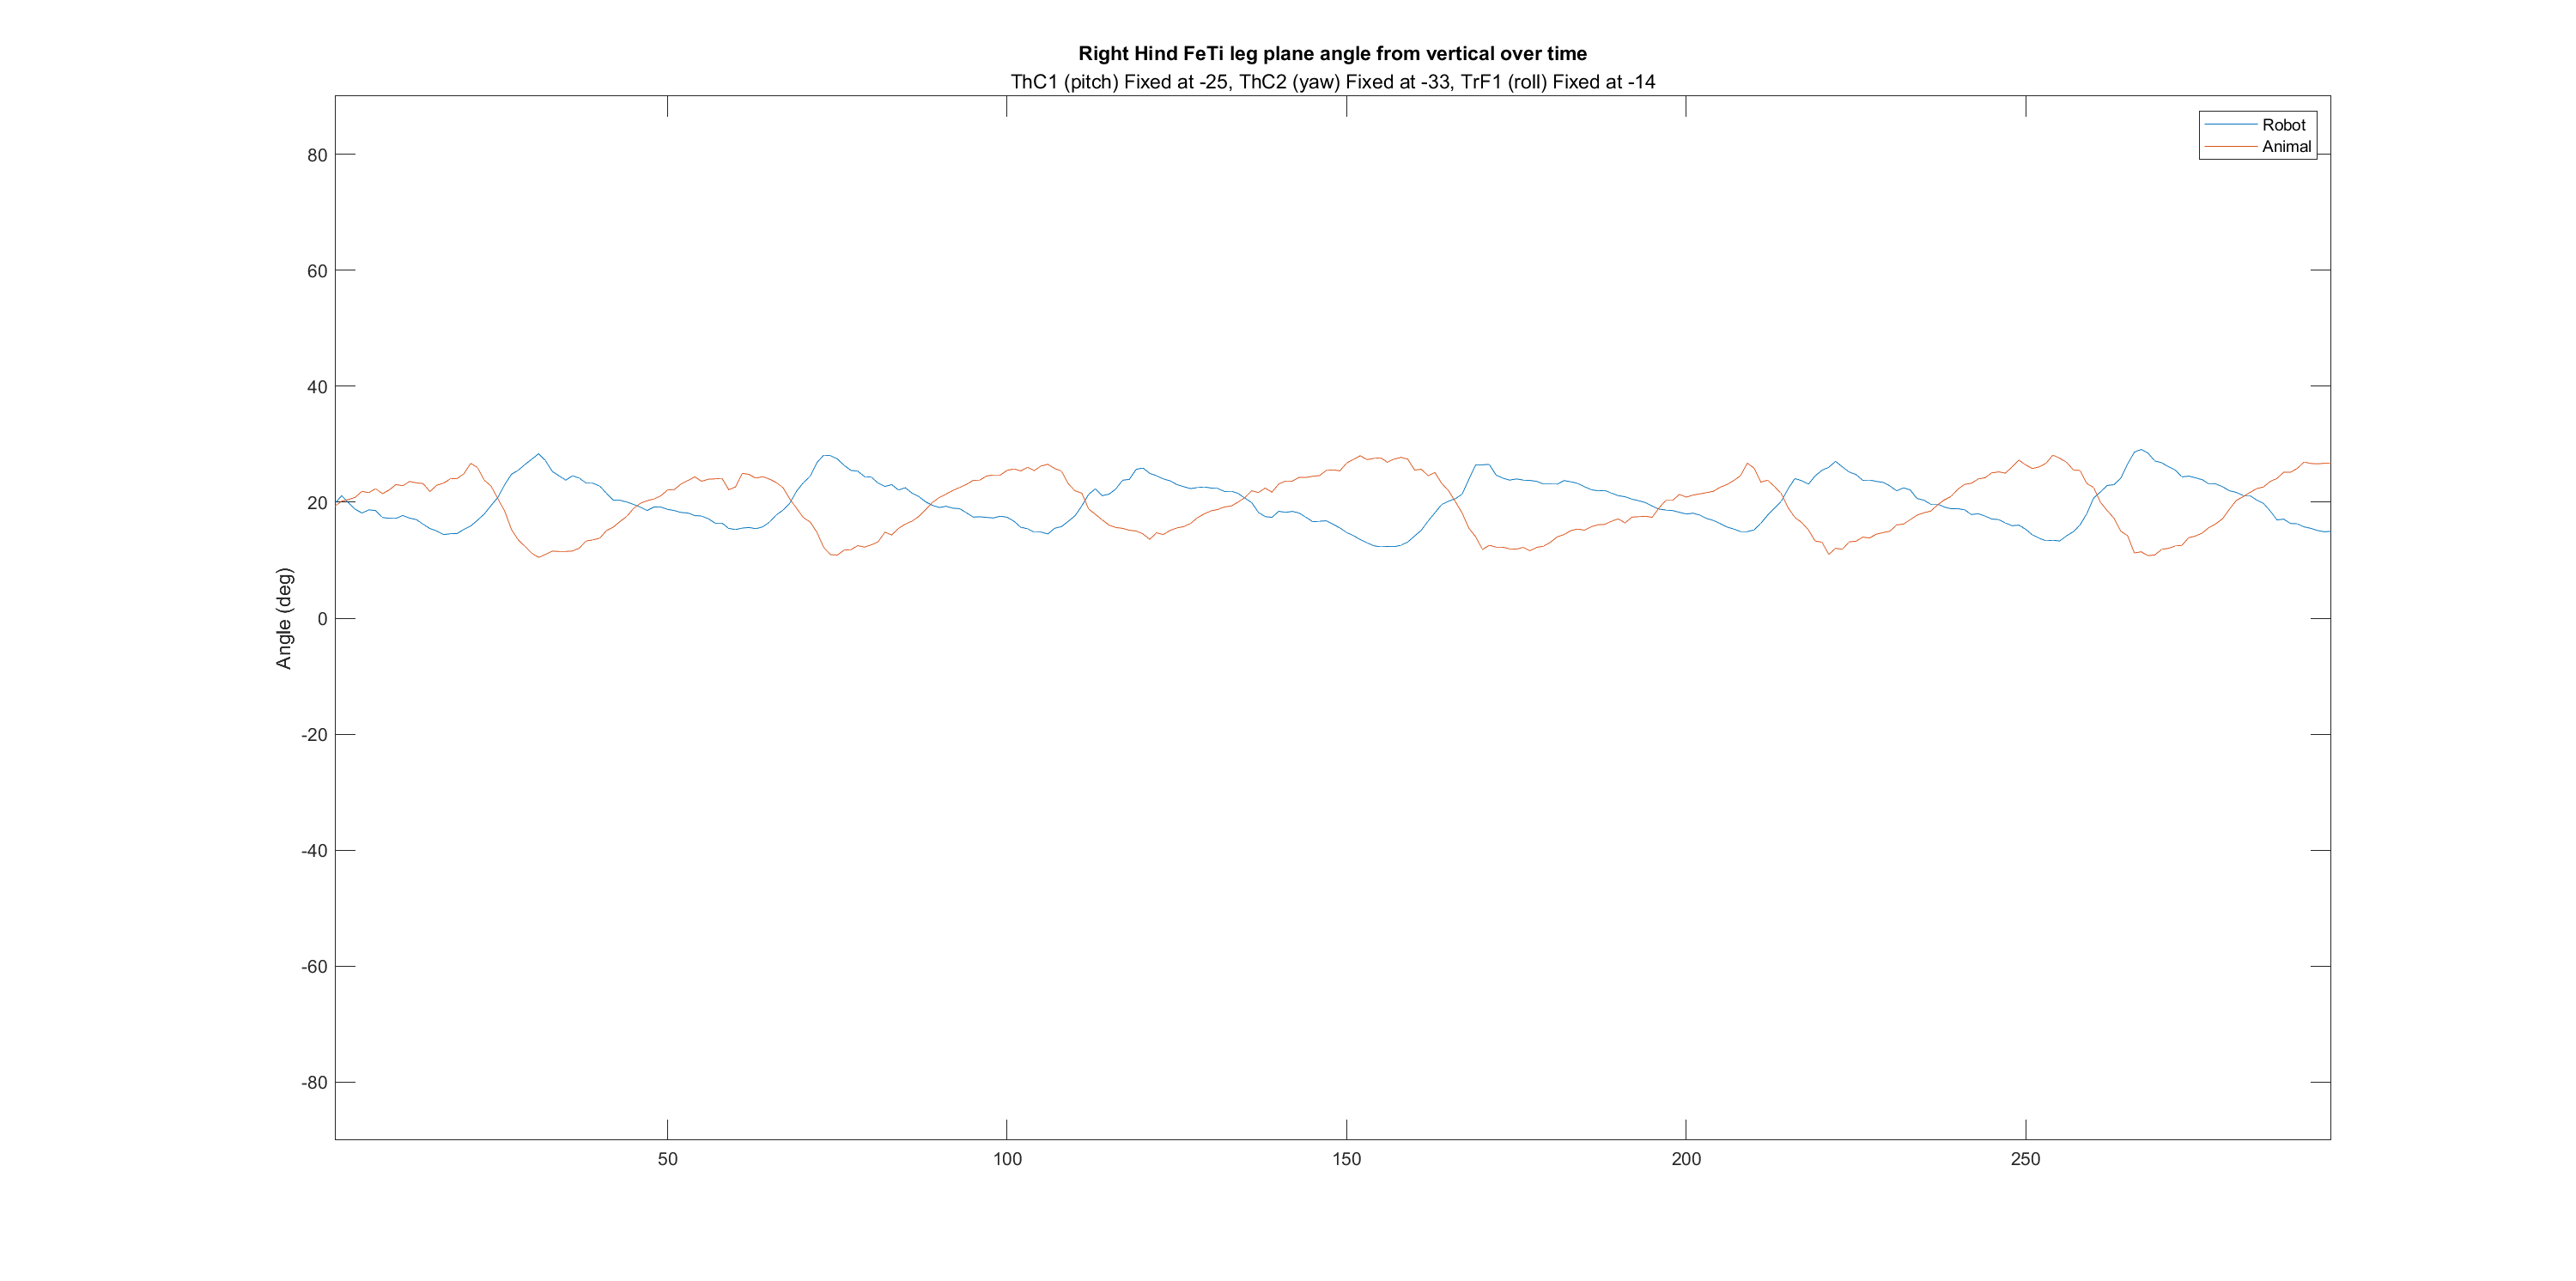 Right Hind FeTi leg plane angle from vertical over time
ThC1 (pitch) Fixed at -25, ThC2 (yaw) Fixed at -33, TrF1 (roll) Fixed at -14
Robot
Animal
80
60
40
20
0
-20
-40
-60
-80
Angle (deg)
50
100
150
200
250